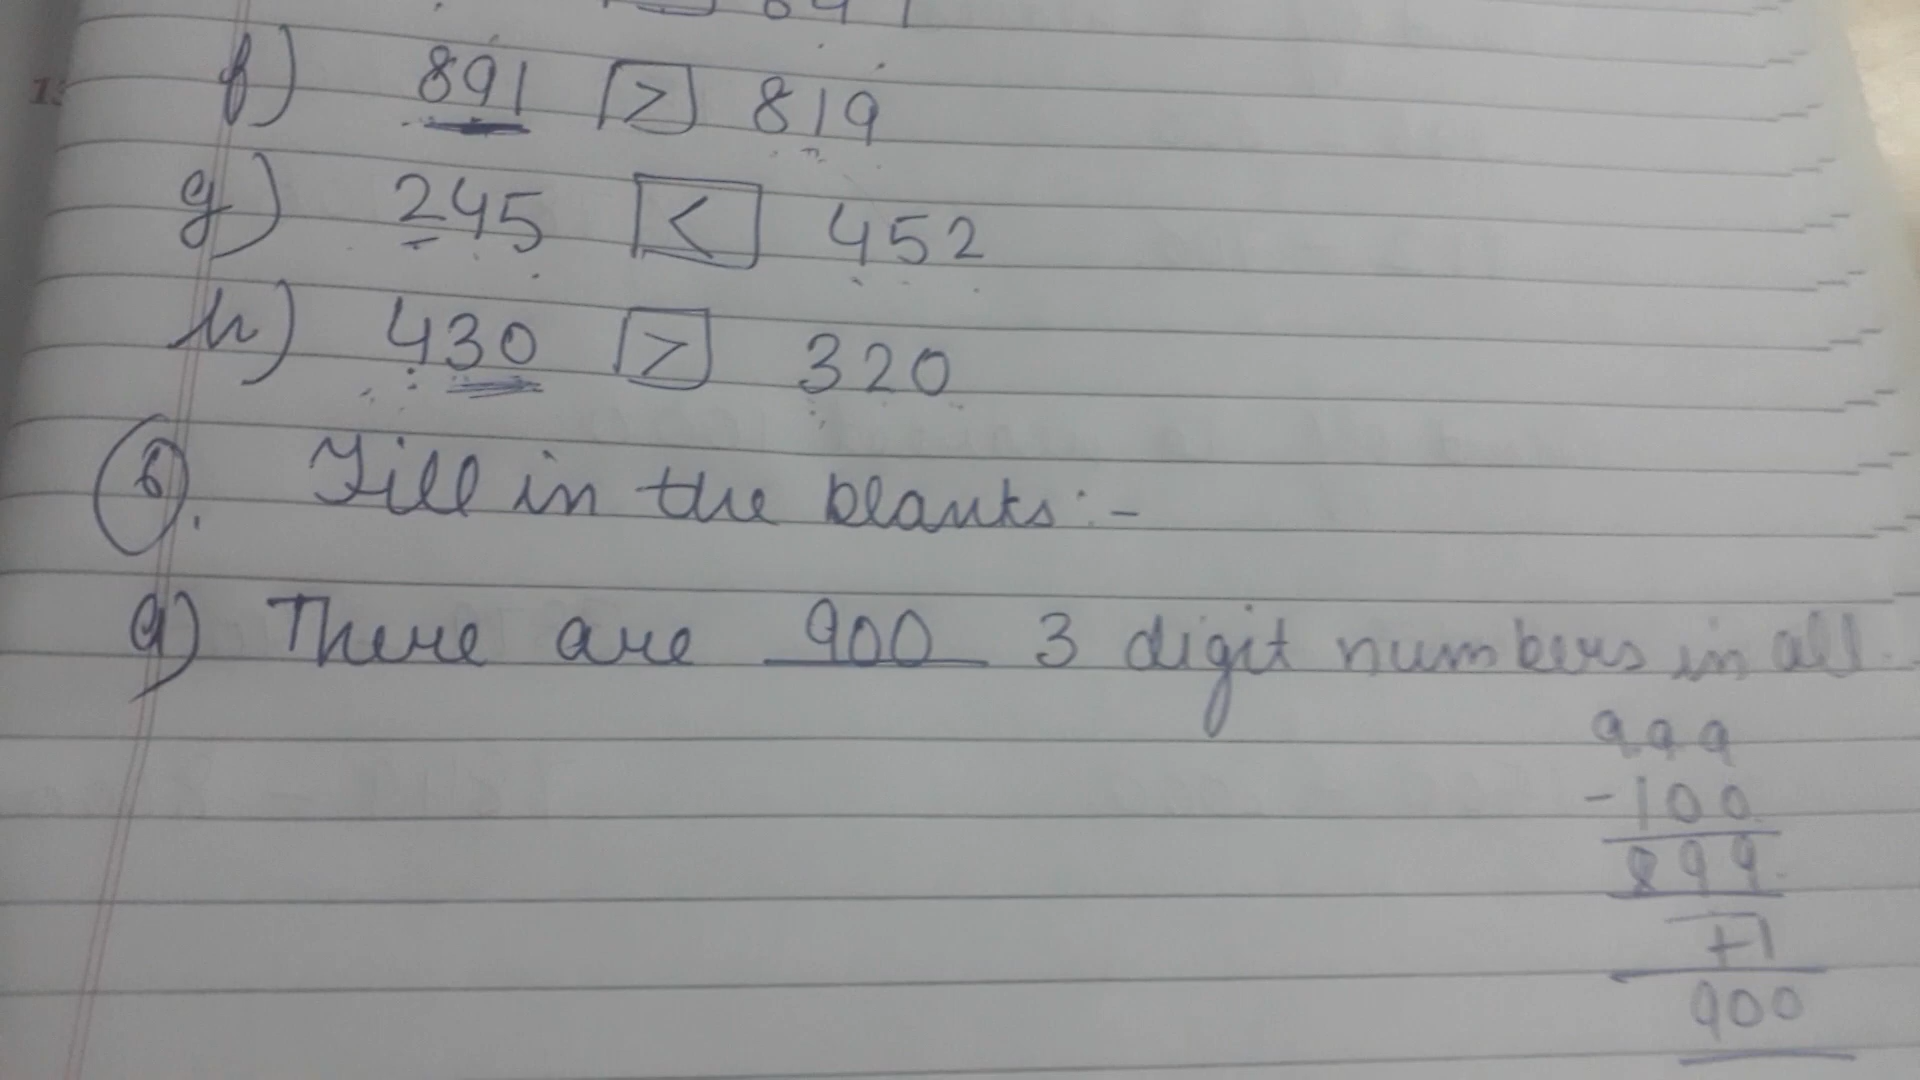 f) 891 > 819
g) 245 < 452
h) 430 > 320
6. Fill in the blanks :-
a) There are 900 3 digit numbers in all.
999
-100
899
+1
900